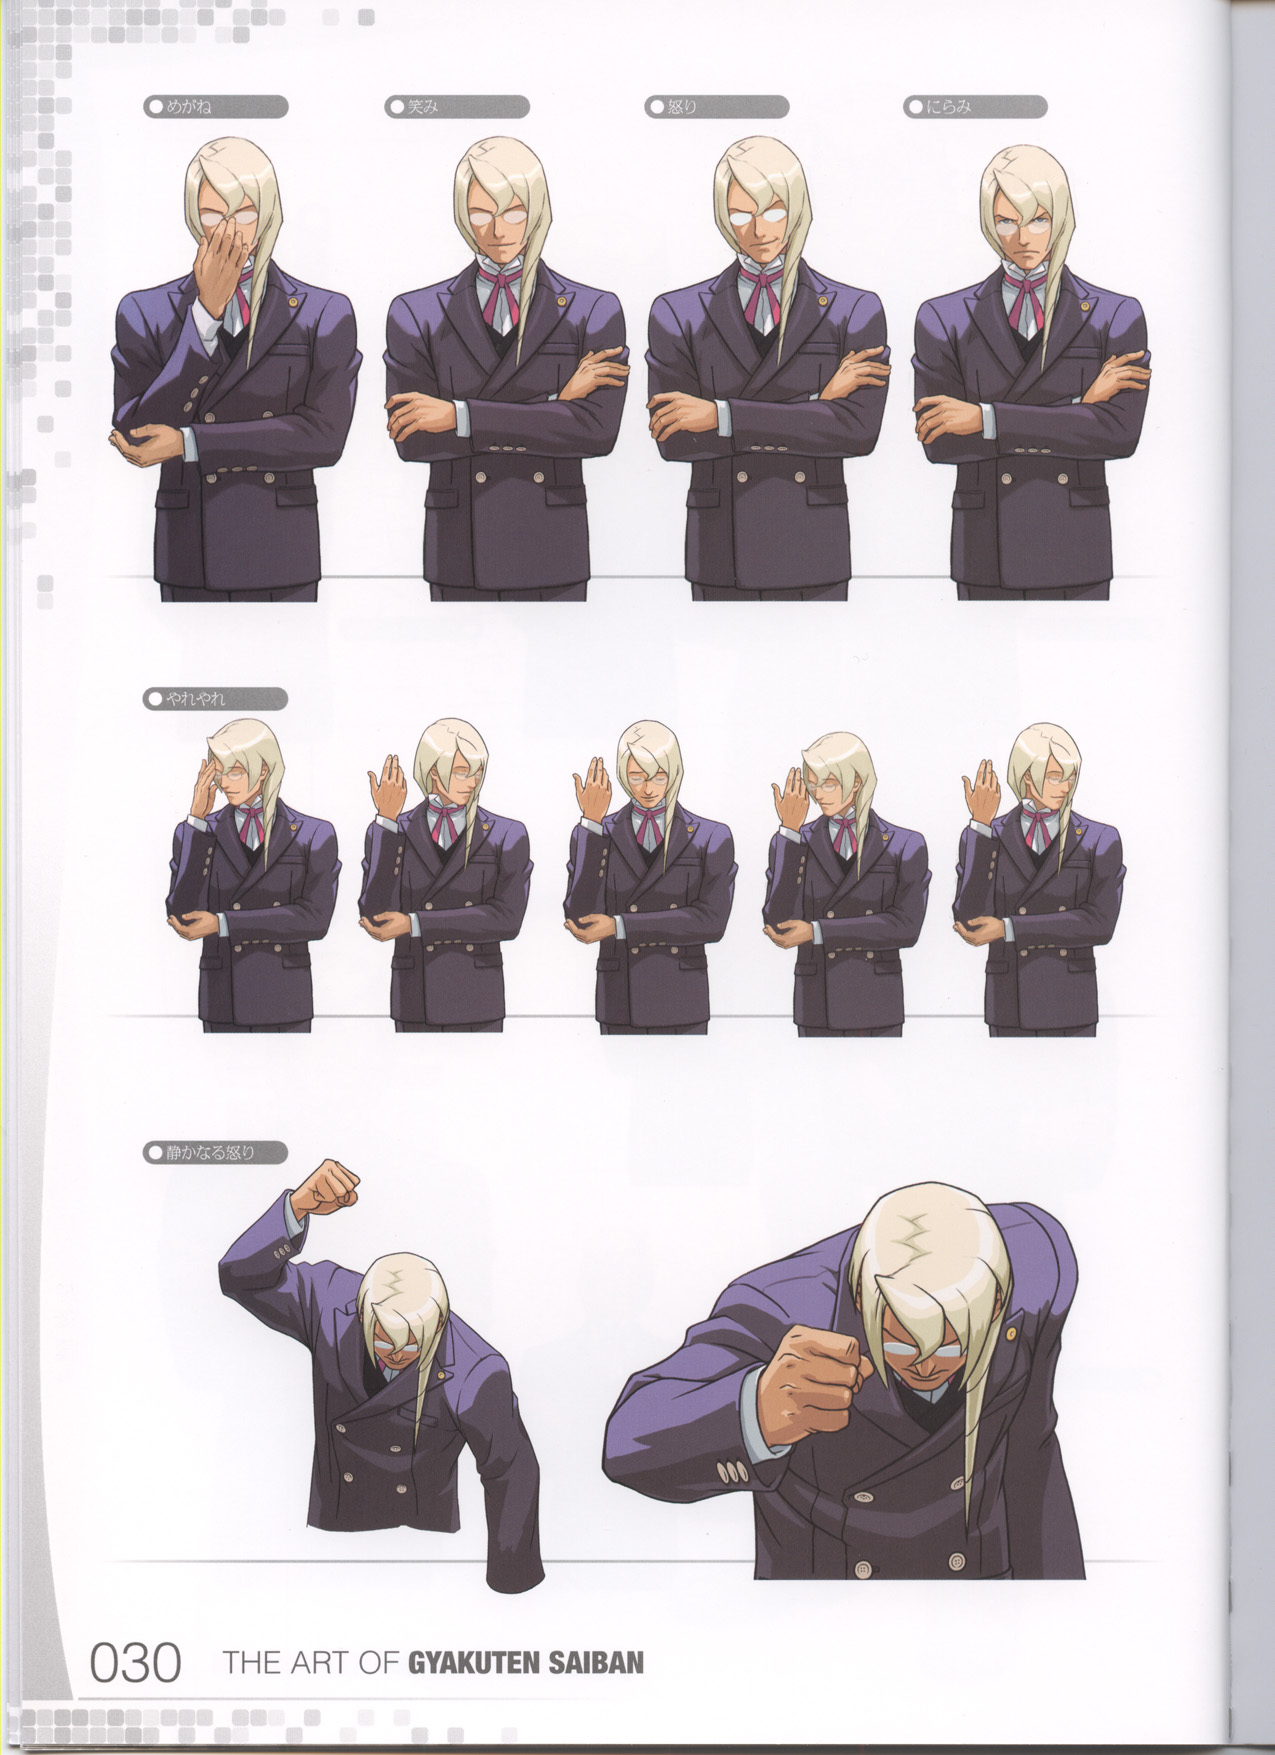 めがね
笑み
怒り
にらみ
やれやれ
静かなる怒り
030 THE ART OF GYAKUTEN SAIBAN